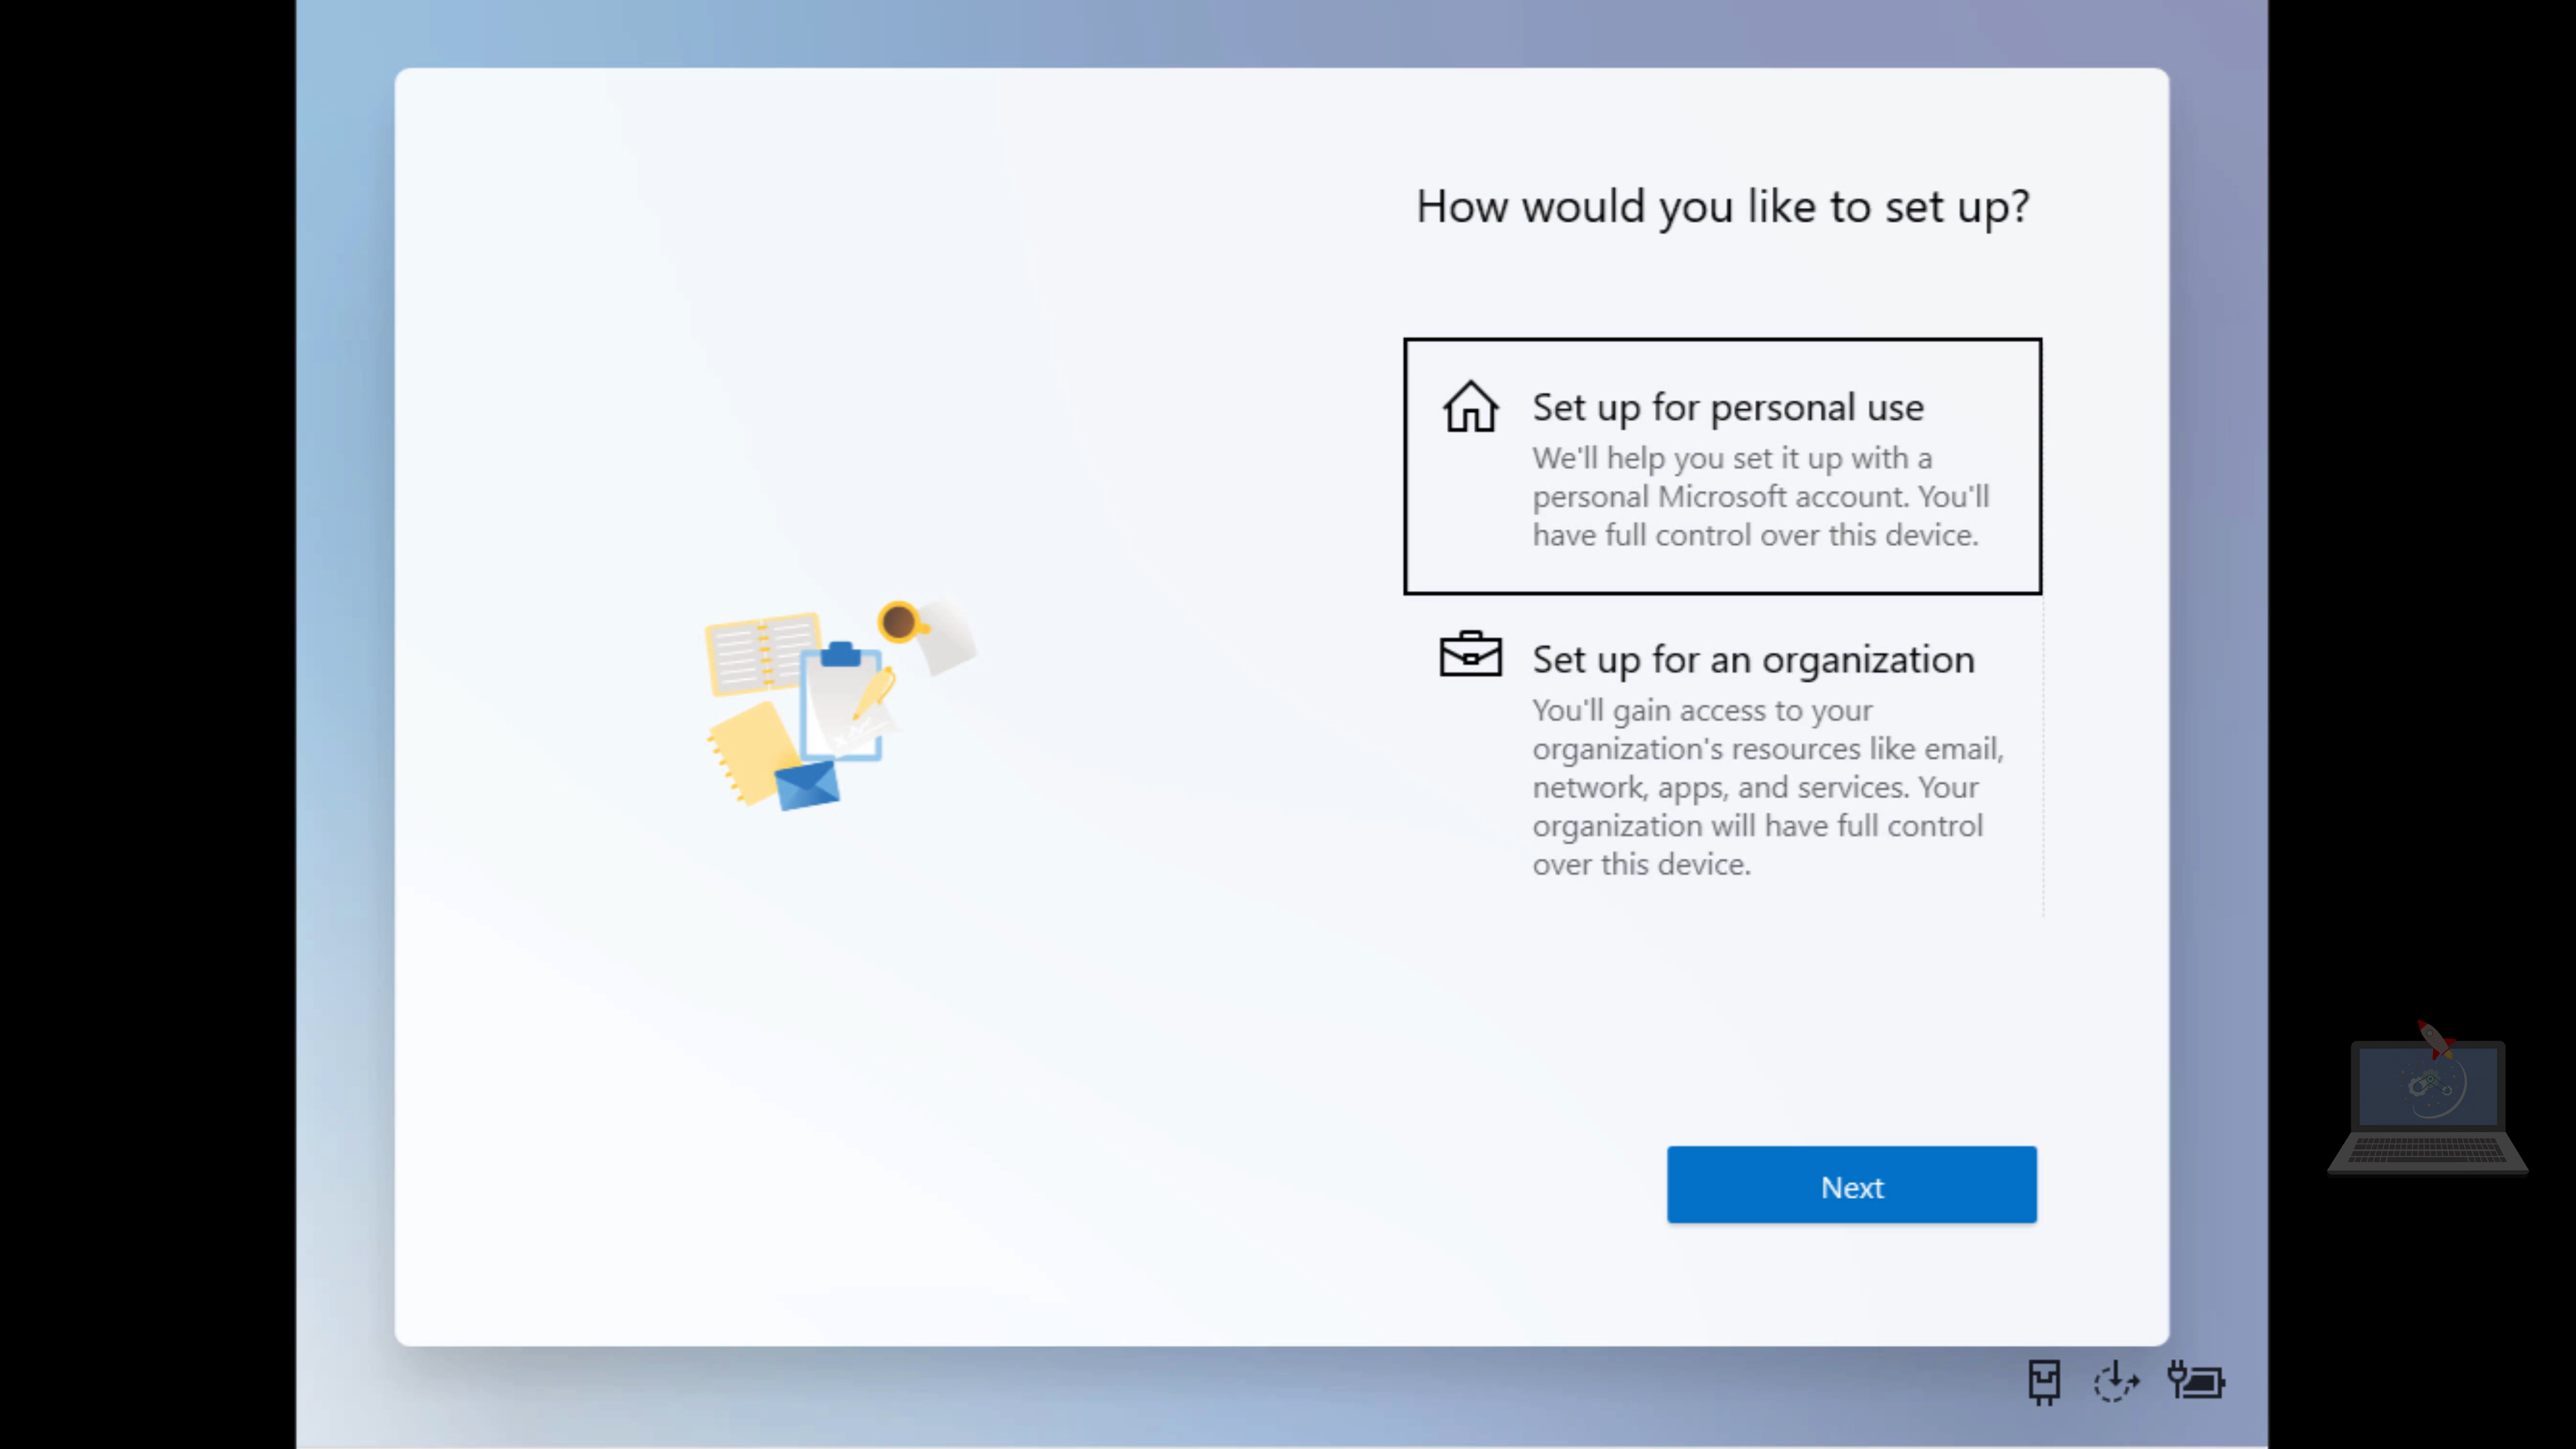 How would you like to set up?
Set up for personal use
We'll help you set it up with a
personal Microsoft account. You'll
have full control over this device.
Set up for an organization
You'll gain access to your
organization's resources like email,
network, apps, and services. Your
organization will have full control
over this device.
Next